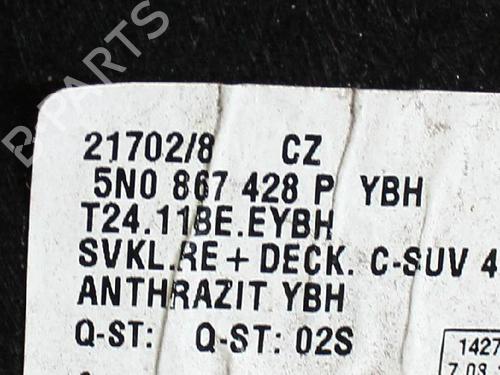 21702/8 CZ
5N0 867 428 P YBH
T24.118E.EYBH
SVKL.RE + DECK. C-SUV 4
ANTHRAZIT YBH
Q-ST: Q-ST: 02S
1427
B-PARTS